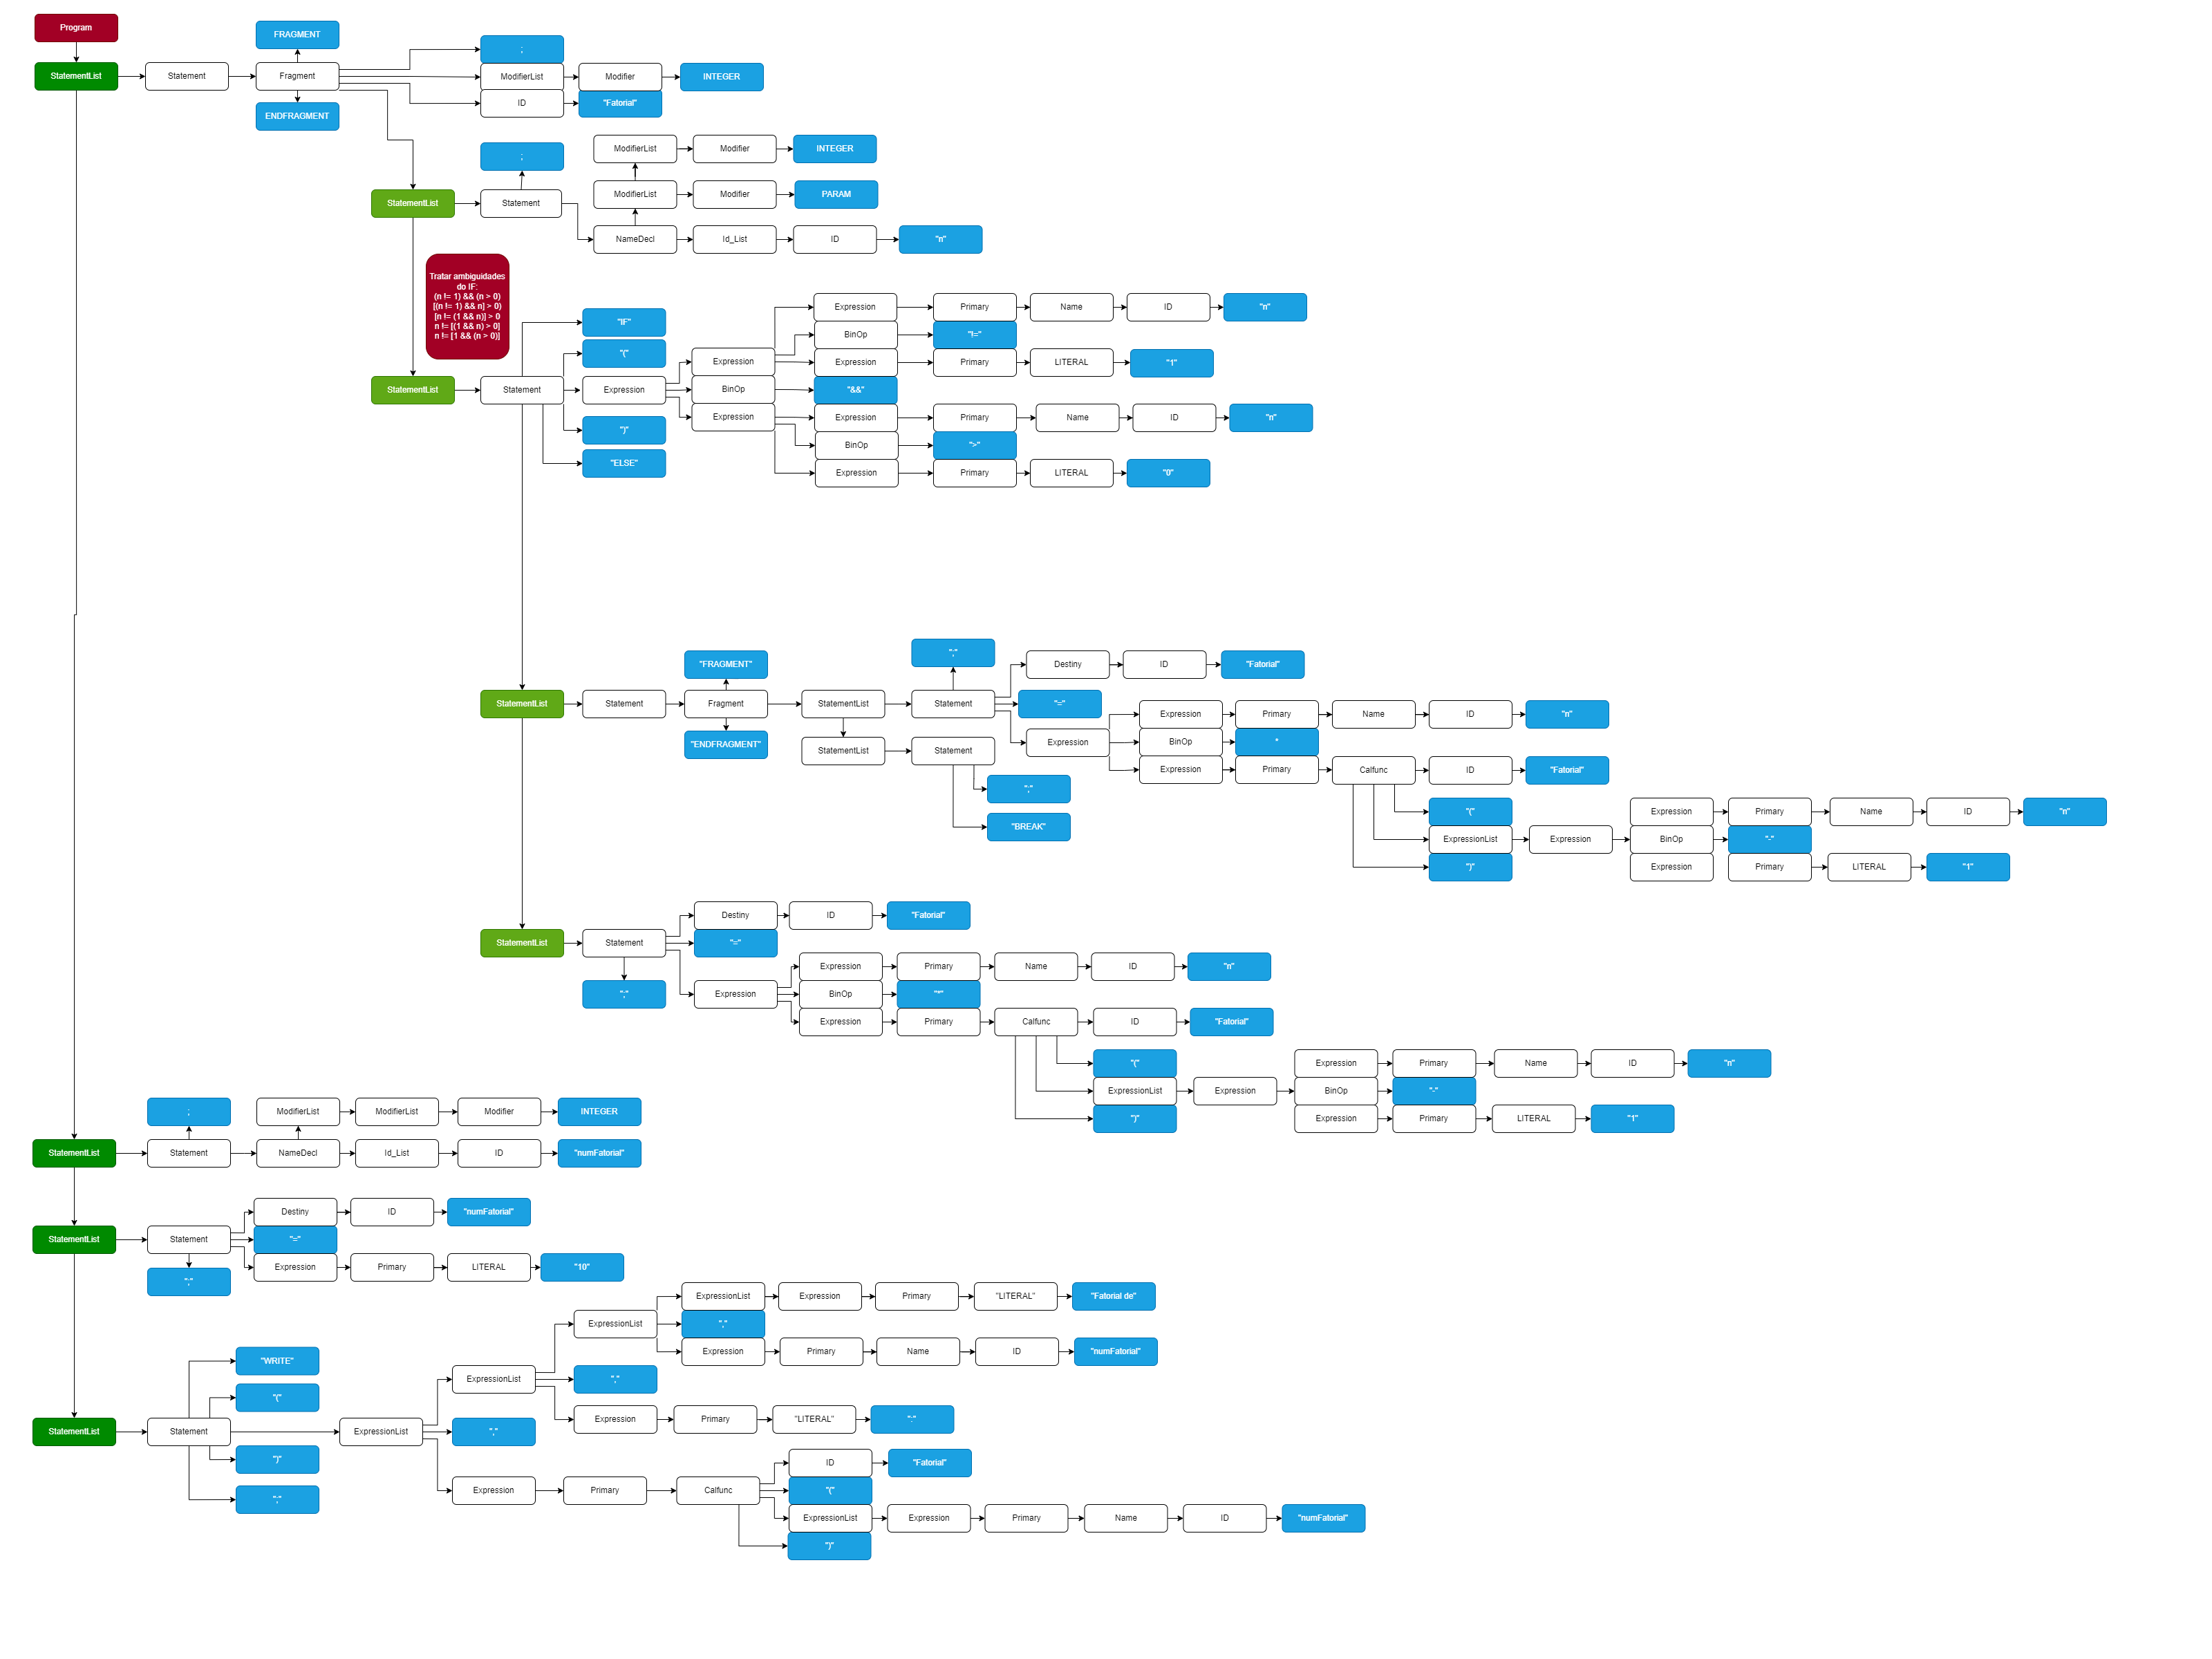 Program
FRAGMENT
;
StatementList
Statement
Fragment
ModifierList
Modifier
INTEGER
ID
"Fatorial"
ENDFRAGMENT
ModifierList
Modifier
INTEGER
;
ModifierList
Modifier
PARAM
StatementList
Statement
NameDecl
Id_List
ID
"n"
Tratar ambiguidades
do IF:
(n != 1) && (n > 0)
[(n != 1) && n] > 0)
[n != (1 && n)] > 0
n != [(1 && n) > 0]
n != [1 && (n > 0)]
Expression
Primary
Name
ID
"n"
"IF"
BinOp
"!="
"("
Expression
Expression
Primary
LITERAL
"1"
StatementList
Statement
Expression
BinOp
"&&"
Expression
Expression
Primary
Name
ID
"n"
")"
BinOp
">"
"ELSE"
Expression
Primary
LITERAL
"0"
"FRAGMENT"
";"
Destiny
ID
"Fatorial"
StatementList
Statement
Fragment
StatementList
Statement
"="
Expression
Primary
Name
ID
"n"
"ENDFRAGMENT"
StatementList
Statement
Expression
BinOp
*
Expression
Primary
Calfunc
ID
"Fatorial"
";"
"BREAK"
"("
Expression
Primary
Name
ID
"n"
ExpressionList
Expression
BinOp
"-"
")"
Expression
Primary
LITERAL
"1"
Destiny
ID
"Fatorial"
StatementList
Statement
"="
Expression
Primary
Name
ID
"n"
";"
Expression
BinOp
"*"
Expression
Primary
Calfunc
ID
"Fatorial"
"("
Expression
Primary
Name
ID
"n"
ExpressionList
Expression
BinOp
"-"
")"
Expression
Primary
LITERAL
"1"
;
ModifierList
ModifierList
Modifier
INTEGER
StatementList
Statement
NameDecl
Id_List
ID
"numFatorial"
Destiny
ID
"numFatorial"
StatementList
Statement
"="
";"
Expression
Primary
LITERAL
"10"
ExpressionList
Expression
Primary
"LITERAL"
"Fatorial de"
ExpressionList
","
Expression
Primary
Name
ID
"numFatorial"
"WRITE"
ExpressionList
","
"("
Expression
Primary
"LITERAL"
":"
StatementList
Statement
ExpressionList
","
")"
ID
"Fatorial"
";"
Expression
Primary
Calfunc
"("
ExpressionList
Expression
Primary
Name
ID
"numFatorial"
")"